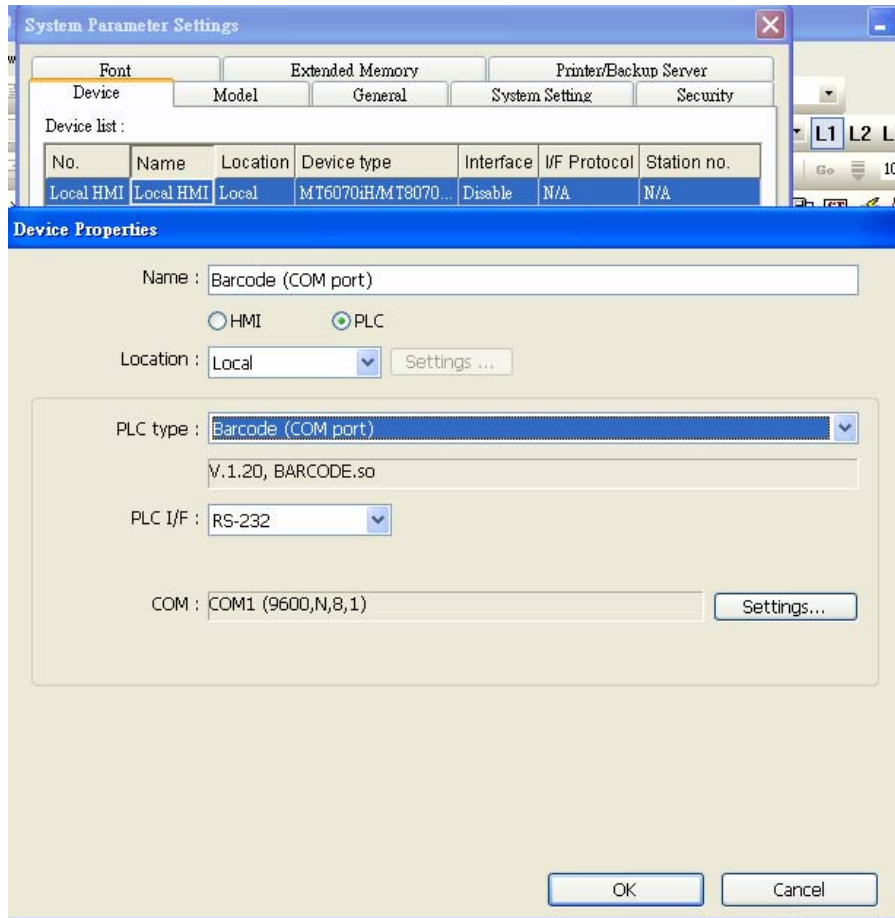 System Parameter Settings
Font Extended Memory Printer/Backup Server
Device Model General System Setting Security
Device list :
No. Name Location Device type Interface I/F Protocol Station no.
Local HMI Local HMI Local MT6070iH/MT8070... Disable N/A N/A
L1 L2 L
Go 10
Device Properties
Name : Barcode (COM port)
HMI PLC
Location : Local Settings ...
PLC type : Barcode (COM port)
V.1.20, BARCODE.so
PLC I/F : RS-232
COM : COM1 (9600,N,8,1) Settings...
OK Cancel